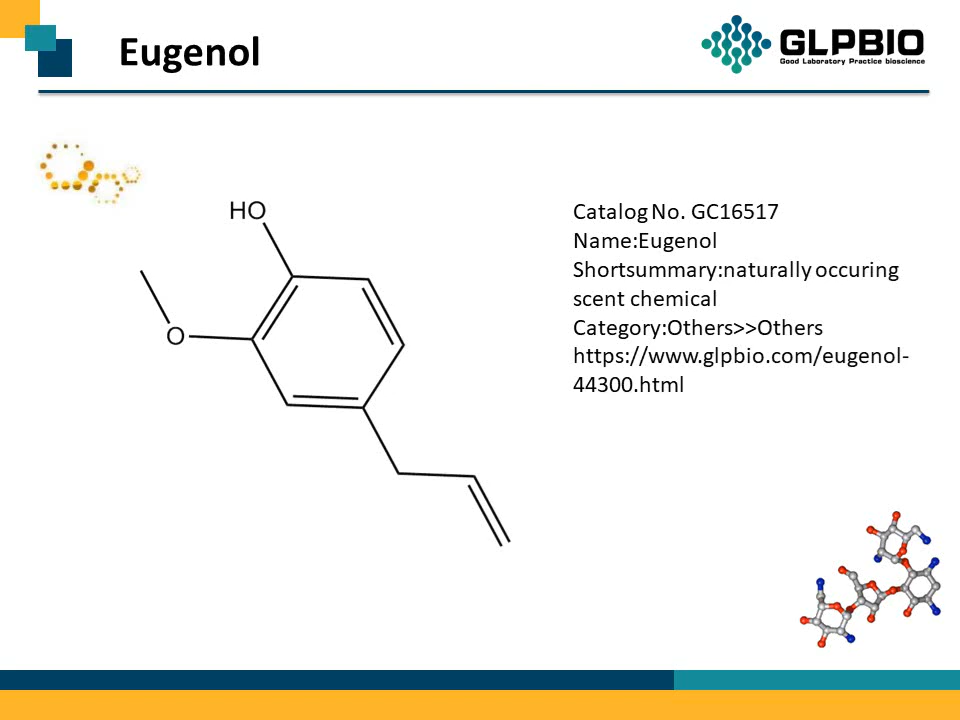 Eugenol
GLPBIO
Good Laboratory Practice bioscience
HO
O
Catalog No. GC16517
Name:Eugenol
Shortsummary:naturally occuring
scent chemical
Category:Others>>Others
https://www.glpbio.com/eugenol-
44300.html